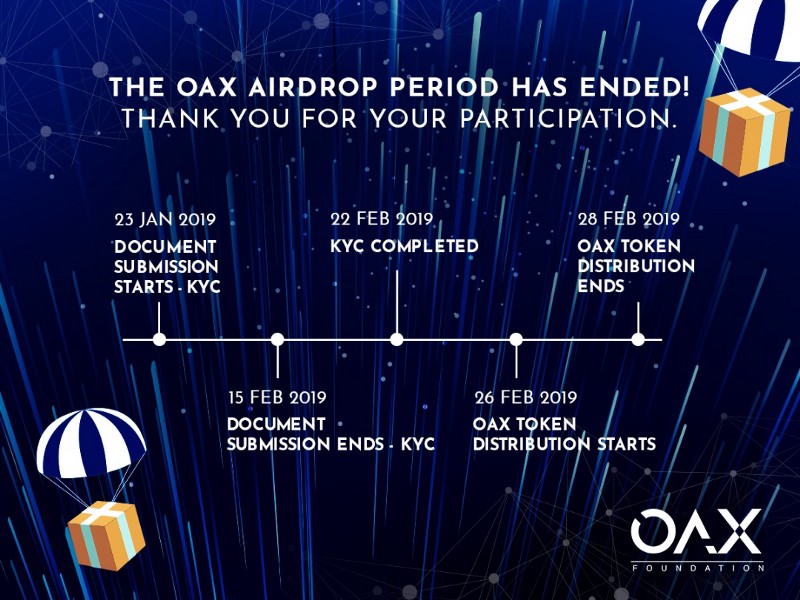 THE OAX AIRDROP PERIOD HAS ENDED!
THANK YOU FOR YOUR PARTICIPATION.
23 JAN 2019
DOCUMENT
SUBMISSION
STARTS - KYC
15 FEB 2019
DOCUMENT
SUBMISSION ENDS - KYC
22 FEB 2019
KYC COMPLETED
26 FEB 2019
OAX TOKEN
DISTRIBUTION STARTS
28 FEB 2019
OAX TOKEN
DISTRIBUTION
ENDS
OAX
FOUNDATION